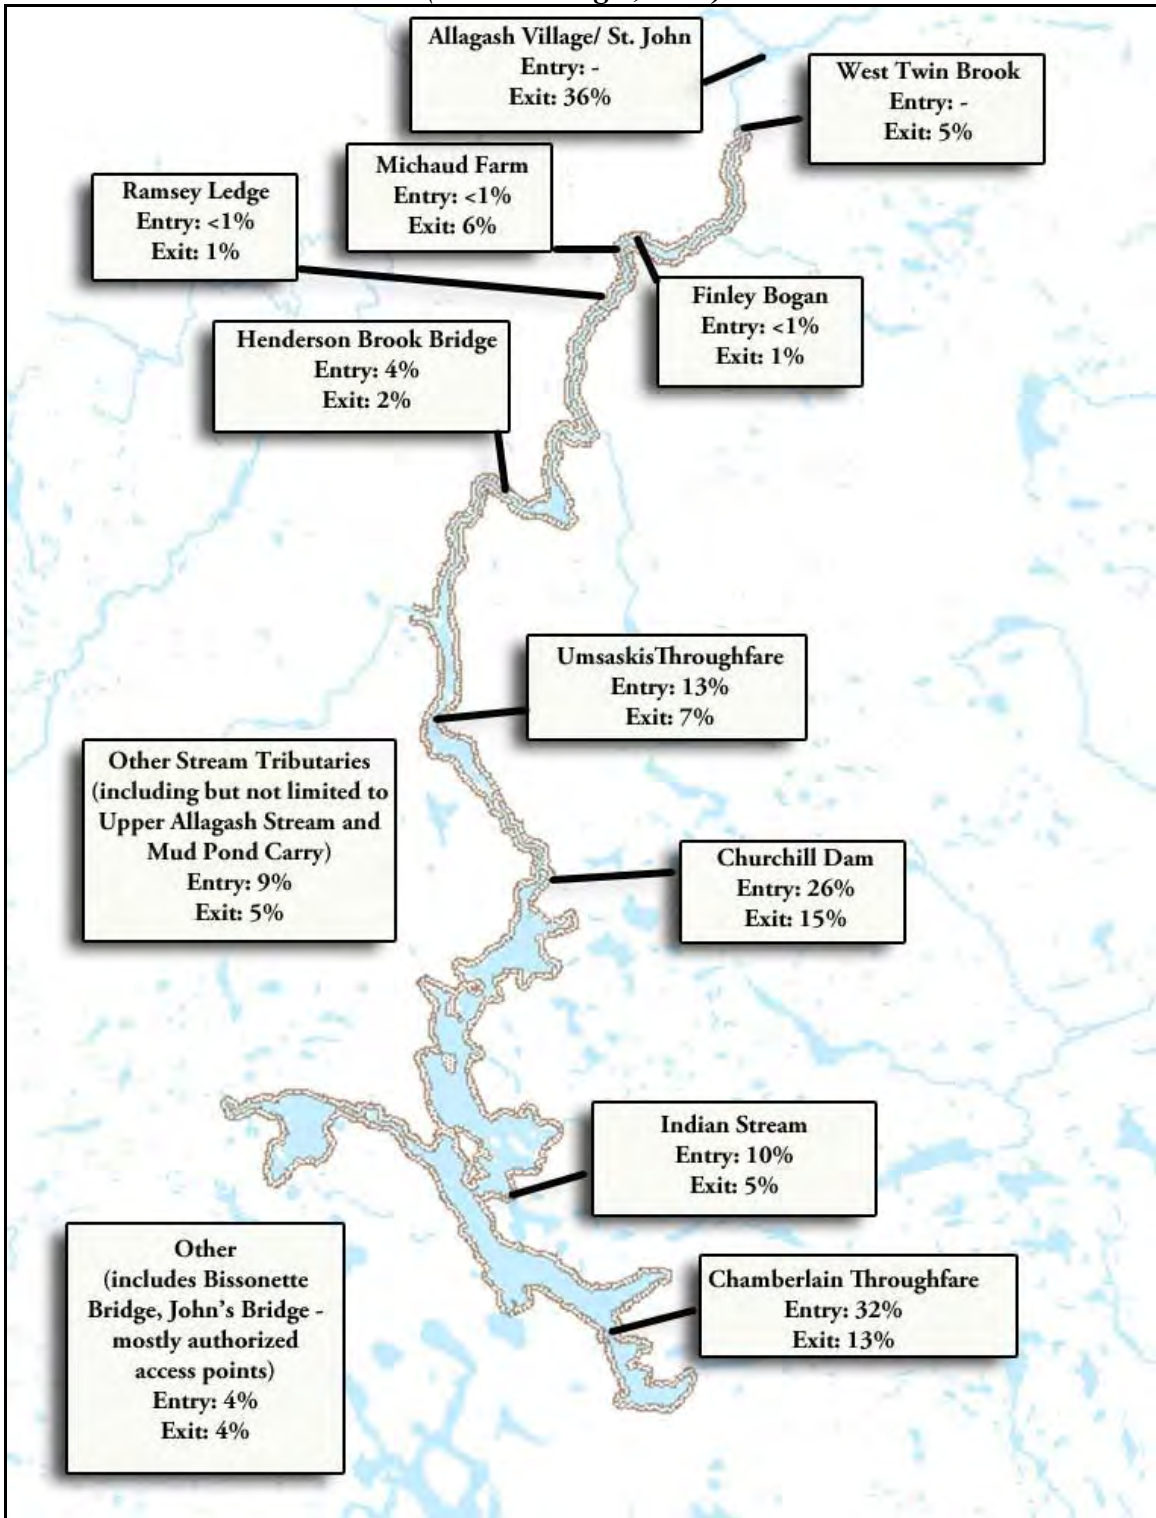 Allagash Village/ St. John
Entry: -
Exit: 36%
West Twin Brook
Entry: -
Exit: 5%
Michaud Farm
Entry: <1%
Exit: 6%
Ramsey Ledge
Entry: <1%
Exit: 1%
Finley Bogan
Entry: <1%
Exit: 1%
Henderson Brook Bridge
Entry: 4%
Exit: 2%
UmsaskisThroughfare
Entry: 13%
Exit: 7%
Other Stream Tributaries
(including but not limited to
Upper Allagash Stream and
Mud Pond Carry)
Entry: 9%
Exit: 5%
Churchill Dam
Entry: 26%
Exit: 15%
Indian Stream
Entry: 10%
Exit: 5%
Other
(includes Bissonette
Bridge, John's Bridge -
mostly authorized
access points)
Entry: 4%
Exit: 4%
Chamberlain Throughfare
Entry: 32%
Exit: 13%